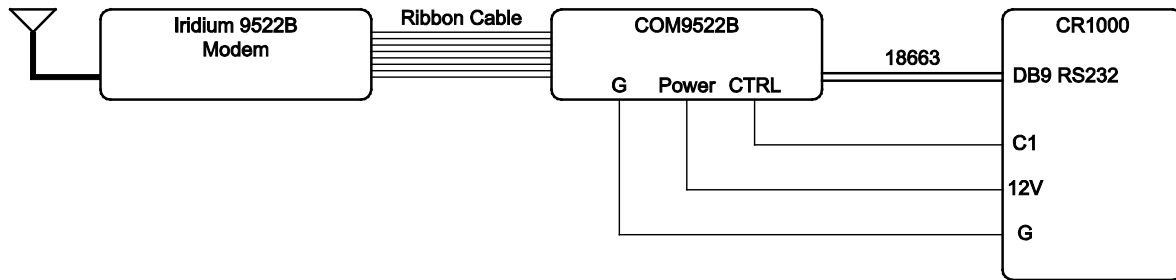 Iridium 9522B
Modem
Ribbon Cable
COM9522B
G Power CTRL
18663
CR1000
DB9 RS232
C1
12V
G